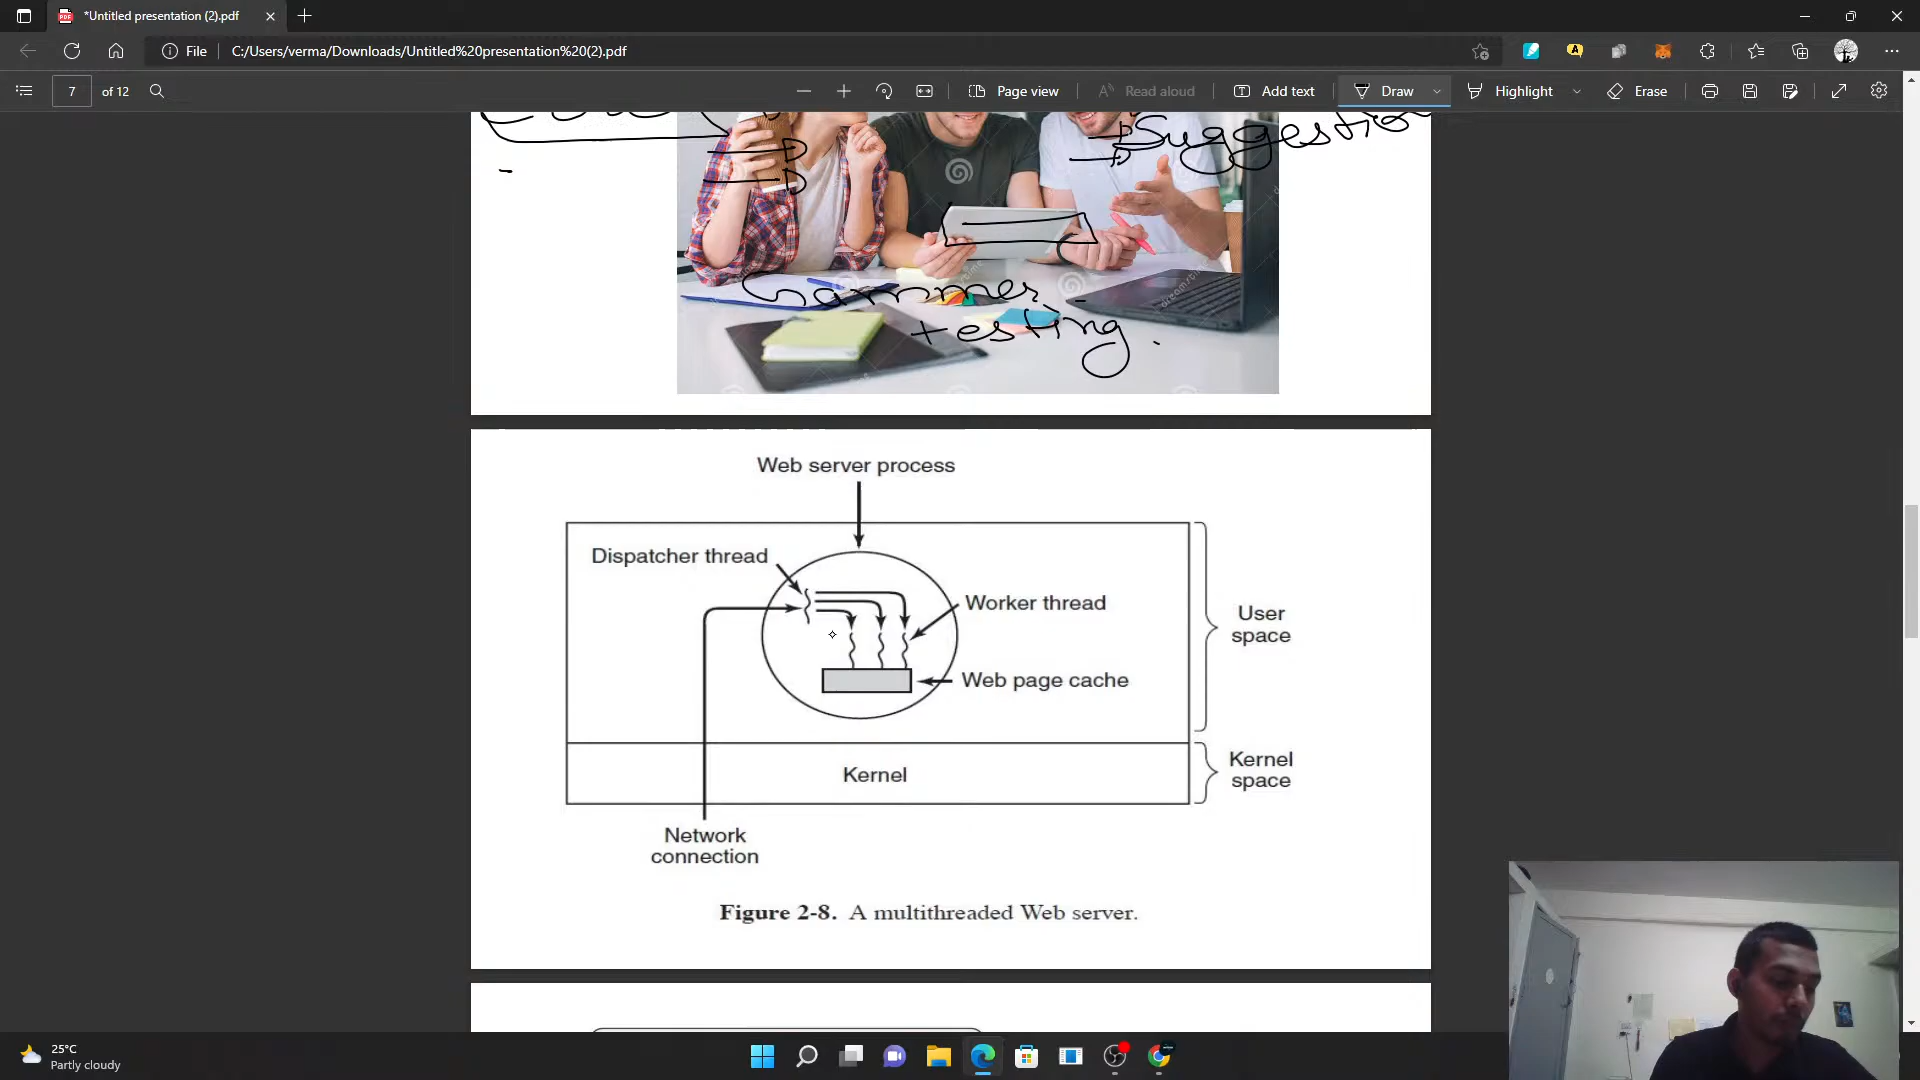 *Untitled presentation (2).pdf
File C:/Users/verma/Downloads/Untitled%20presentation%20(2).pdf
7 of 12 Page view Read aloud Add text Draw Highlight Erase
Suggestion
Grammer -
testing.
Web server process
Dispatcher thread
Worker thread
User
space
Web page cache
Kernel
Kernel
space
Network
connection
Figure 2-8. A multithreaded Web server.
25°C
Partly cloudy